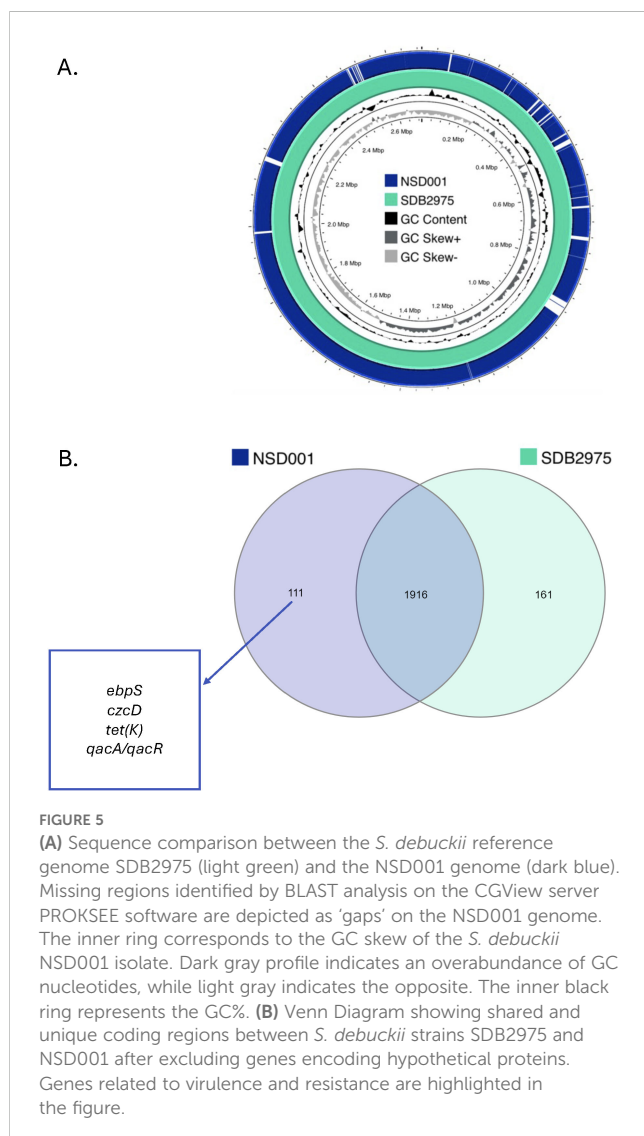 A.
2.6 Mbp
0.2 Mbp
2.4 Mbp
0.4 Mbp
2.2 Mbp
0.6 Mbp
2.0 Mbp
0.8 Mbp
1.8 Mbp
1.0 Mbp
1.6 Mbp
1.2 Mbp
1.4 Mbp
NSD001
SDB2975
GC Content
GC Skew+
GC Skew-
B.
NSD001
SDB2975
111
1916
161
ebpS
czcD
tet(K)
qacA/qacR
FIGURE 5
(A) Sequence comparison between the S. debuckii reference
genome SDB2975 (light green) and the NSD001 genome (dark blue).
Missing regions identified by BLAST analysis on the CGView server
PROKSEE software are depicted as ‘gaps’ on the NSD001 genome.
The inner ring corresponds to the GC skew of the S. debuckii
NSD001 isolate. Dark gray profile indicates an overabundance of GC
nucleotides, while light gray indicates the opposite. The inner black
ring represents the GC%. (B) Venn Diagram showing shared and
unique coding regions between S. debuckii strains SDB2975 and
NSD001 after excluding genes encoding hypothetical proteins.
Genes related to virulence and resistance are highlighted in
the figure.